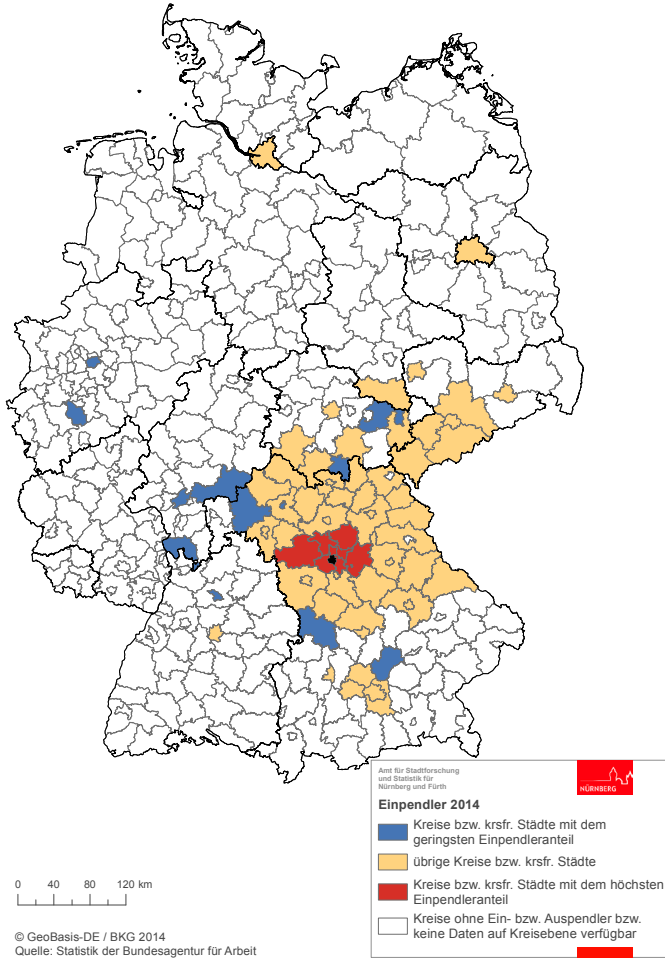 Amt für Stadtforschung
und Statistik für
Nürnberg und Fürth
NÜRNBERG
Einpendler 2014
Kreise bzw. krsfr. Städte mit dem
geringsten Einpendleranteil
übrige Kreise bzw. krsfr. Städte
Kreise bzw. krsfr. Städte mit dem höchsten
Einpendleranteil
Kreise ohne Ein- bzw. Auspendler bzw.
keine Daten auf Kreisebene verfügbar
0 40 80 120 km
© GeoBasis-DE / BKG 2014
Quelle: Statistik der Bundesagentur für Arbeit